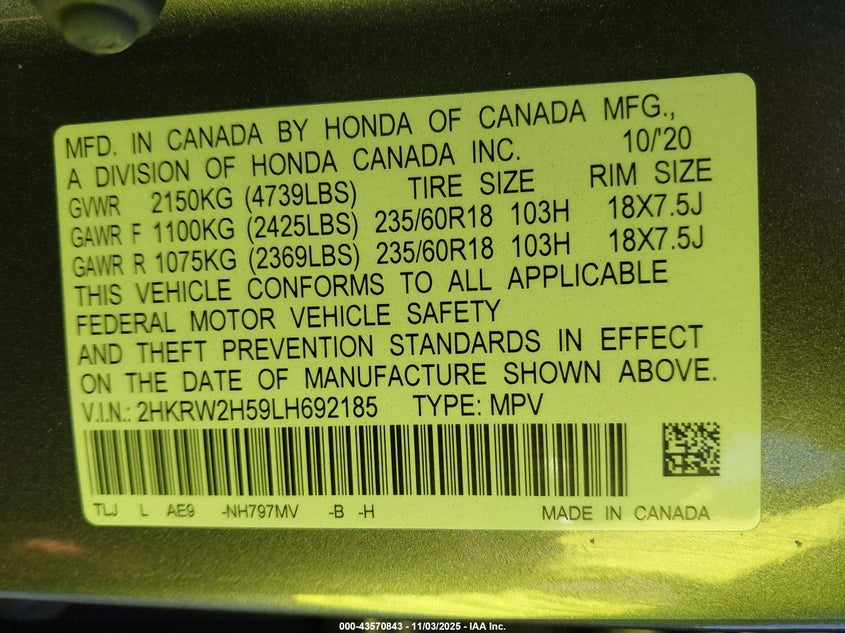 MFD. IN CANADA BY HONDA OF CANADA MFG.,
A DIVISION OF HONDA CANADA INC. 10/'20
GVWR 2150KG (4739LBS) TIRE SIZE RIM SIZE
GAWR F 1100KG (2425LBS) 235/60R18 103H 18X7.5J
GAWR R 1075KG (2369LBS) 235/60R18 103H 18X7.5J
THIS VEHICLE CONFORMS TO ALL APPLICABLE
FEDERAL MOTOR VEHICLE SAFETY
AND THEFT PREVENTION STANDARDS IN EFFECT
ON THE DATE OF MANUFACTURE SHOWN ABOVE.
V.I.N.: 2HKRW2H59LH692185 TYPE: MPV
TLJ L AE9 -NH797MV -B -H MADE IN CANADA
000-43570843 - 11/03/2025 - IAA Inc.